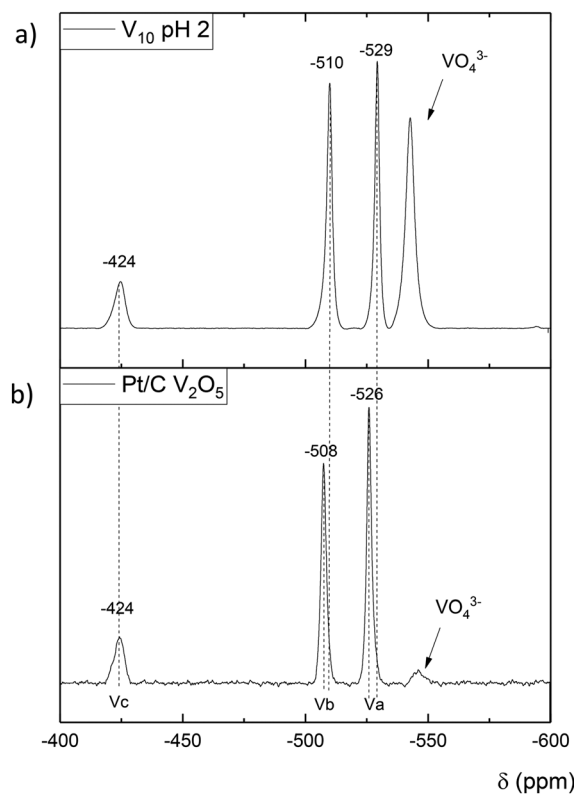 a)
V₁₀ pH 2
-510
-529
VO₄³⁻
-424
b)
Pt/C V₂O₅
-526
-508
-424
VO₄³⁻
Vc
Vb
Va
-400
-450
-500
-550
-600
δ (ppm)